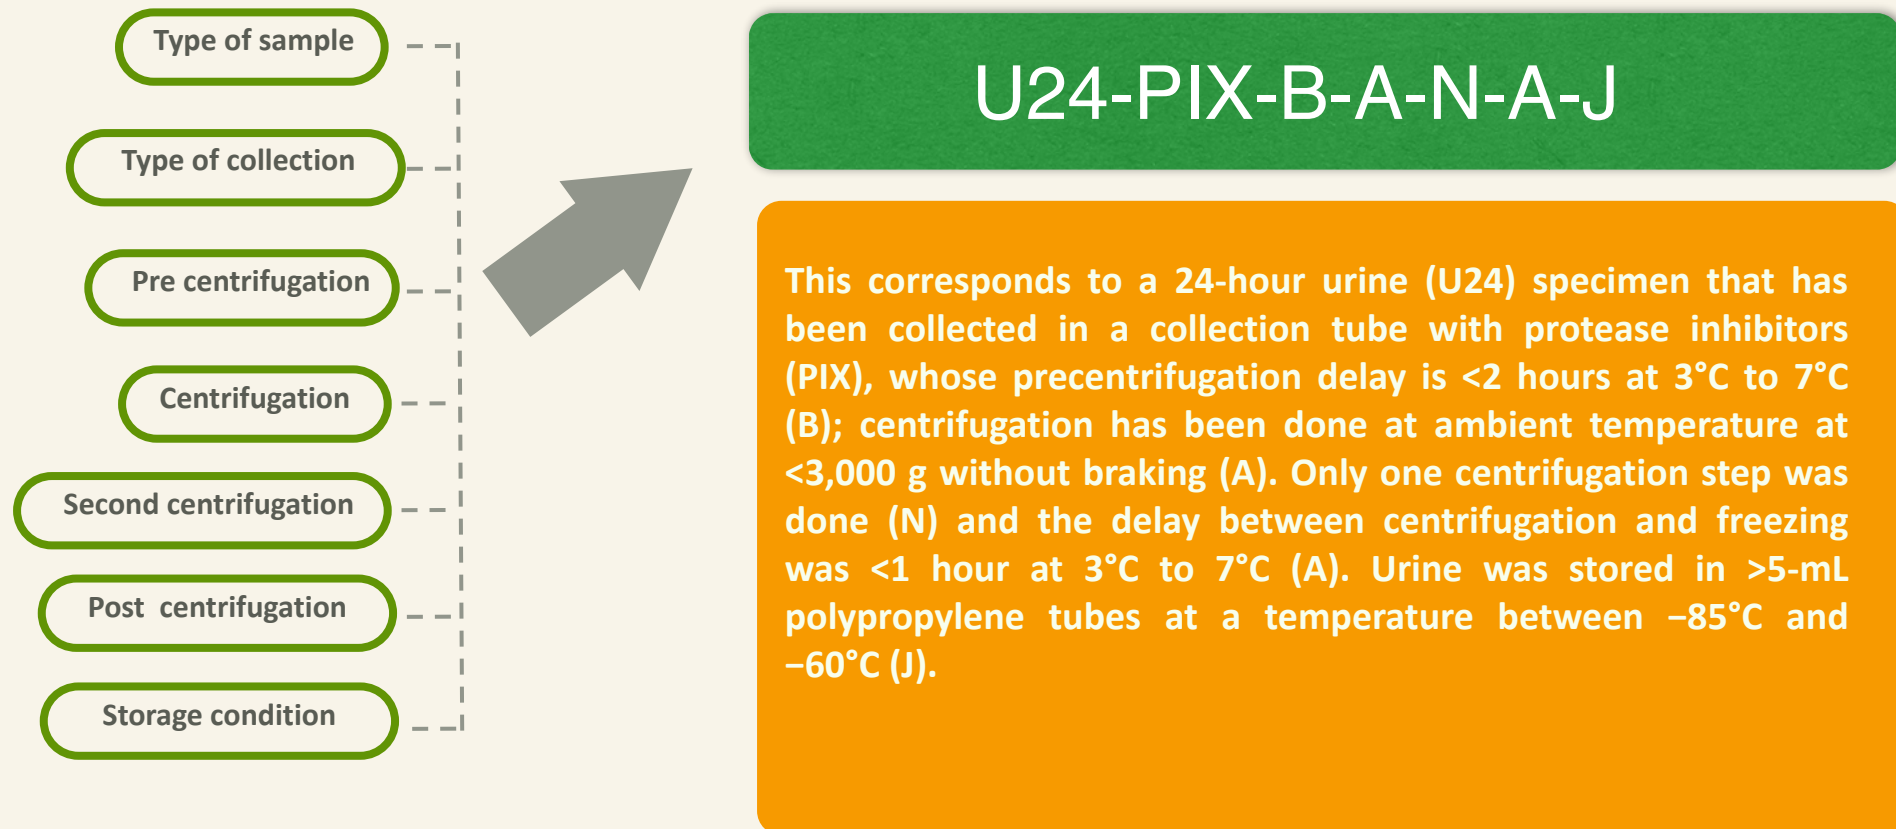 Type of sample
Type of collection
Pre centrifugation
Centrifugation
Second centrifugation
Post centrifugation
Storage condition
U24-PIX-B-A-N-A-J
This corresponds to a 24-hour urine (U24) specimen that has
been collected in a collection tube with protease inhibitors
(PIX), whose precentrifugation delay is <2 hours at 3°C to 7°C
(B); centrifugation has been done at ambient temperature at
<3,000 g without braking (A). Only one centrifugation step was
done (N) and the delay between centrifugation and freezing
was <1 hour at 3°C to 7°C (A). Urine was stored in >5-mL
polypropylene tubes at a temperature between −85°C and
−60°C (J).